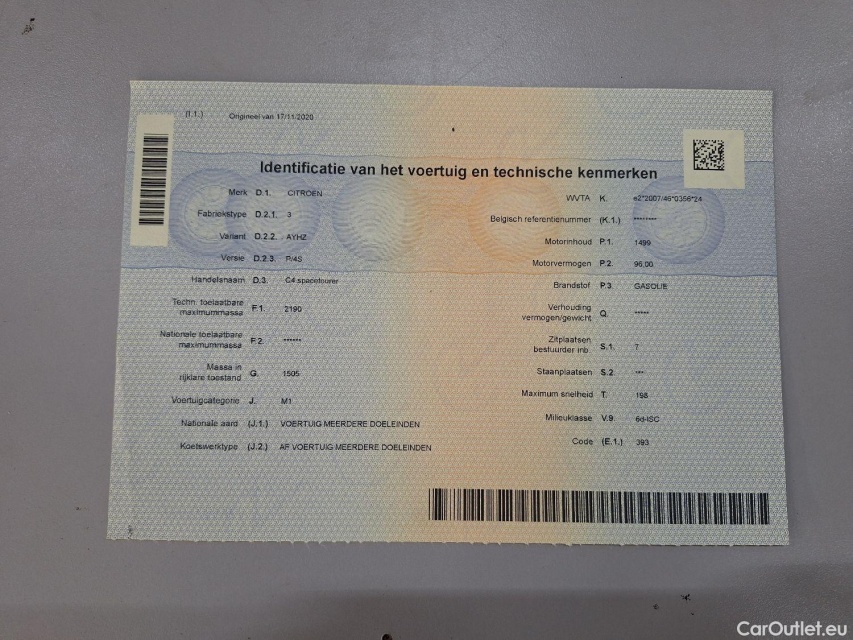 (I.1.) Origineel van 17/11/2020
Identificatie van het voertuig en technische kenmerken
Merk D.1. CITROEN
Fabriekstype D.2.1. 3
Variant D.2.2. AYHZ
Versie D.2.3. P/4S
Handelsnaam D.3. C4 spacetourer
Techn. toelaatbare
maximummassa F.1. 2190
Nationale toelaatbare
maximummassa F.2. ******
Massa in
rijklare toestand G. 1505
Voertuigcategorie J. M1
Nationale aard (J.1.) VOERTUIG MEERDERE DOELEINDEN
Koetswerktype (J.2.) AF VOERTUIG MEERDERE DOELEINDEN
WVTA K. e2*2007/46*0356*24
Belgisch referentienummer (K.1.) ********
Motorinhoud P.1. 1499
Motorvermogen P.2. 96,00
Brandstof P.3. GASOLIE
Verhouding
vermogen/gewicht Q. *****
Zitplaatsen
bestuurder inb. S.1. 7
Staanplaatsen S.2. ***
Maximum snelheid T. 198
Milieuklasse V.9. 6d-ISC
Code (E.1.) 393
CarOutlet.eu